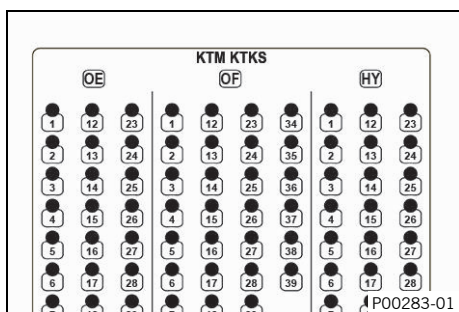 KTM KTKS
OE OF HY
1 12 23 1 12 23 34 1 12 23
2 13 24 2 13 24 35 2 13 24
3 14 25 3 14 25 36 3 14 25
4 15 26 4 15 26 37 4 15 26
5 16 27 5 16 27 38 5 16 27
6 17 28 6 17 28 39 6 17 28
P00283-01